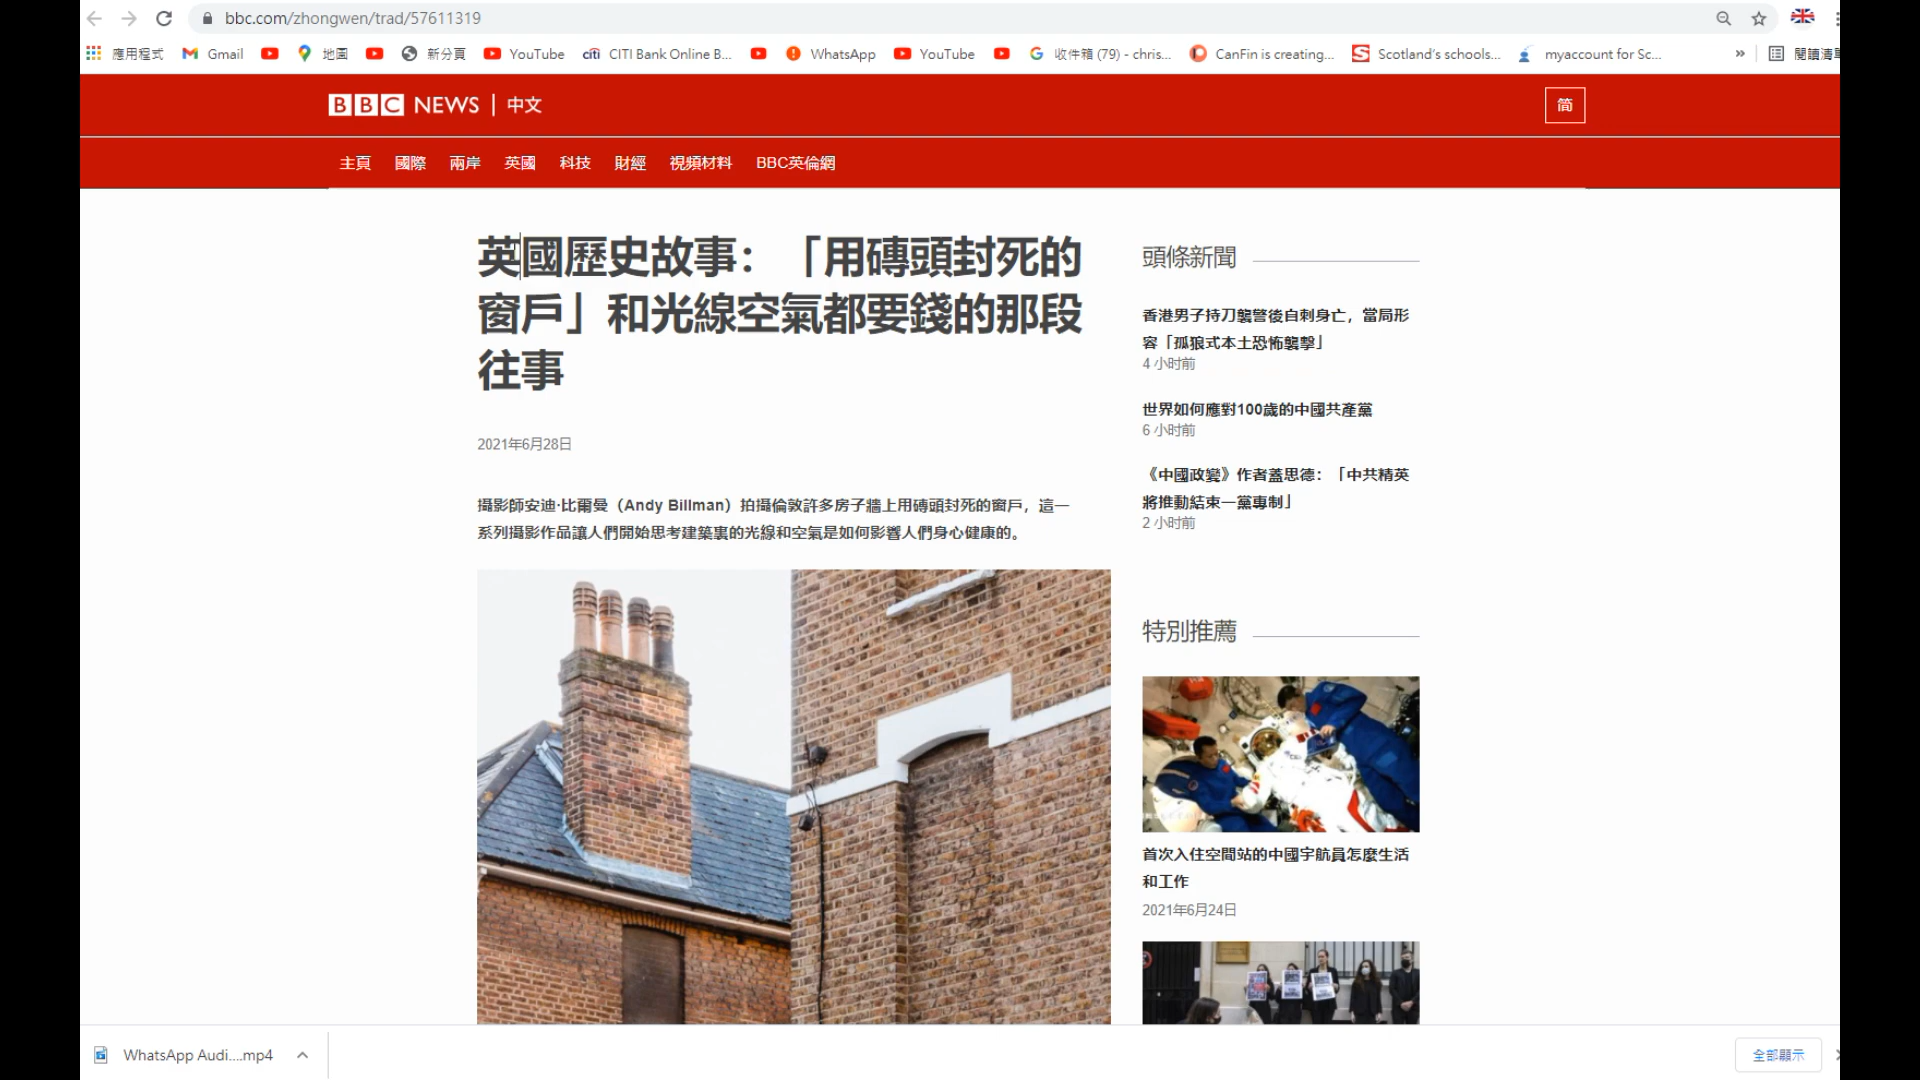 bbc.com/zhongwen/trad/57611319
應用程式 Gmail 地圖 新分頁 YouTube citi CITI Bank Online B... WhatsApp YouTube 收件箱 (79) - chris... CanFin is creating... Scotland's schools... myaccount for Sc... » 閱讀清單
BBC NEWS | 中文
簡
主頁 國際 兩岸 英國 科技 財經 視頻材料 BBC英倫網
英國歷史故事：「用磚頭封死的
窗戶」和光線空氣都要錢的那段
往事
2021年6月28日
攝影師安迪·比爾曼（Andy Billman）拍攝倫敦許多房子牆上用磚頭封死的窗戶，這一
系列攝影作品讓人們開始思考建築裏的光線和空氣是如何影響人們身心健康的。
頭條新聞
香港男子持刀襲警後自刺身亡，當局形
容「孤狼式本土恐怖襲擊」
4 小时前
世界如何應對100歲的中國共產黨
6 小时前
《中國政變》作者蓋思德：「中共精英
將推動結束一黨專制」
2 小时前
特別推薦
首次入住空間站的中國宇航員怎麼生活
和工作
2021年6月24日
WhatsApp Audi....mp4
全部顯示